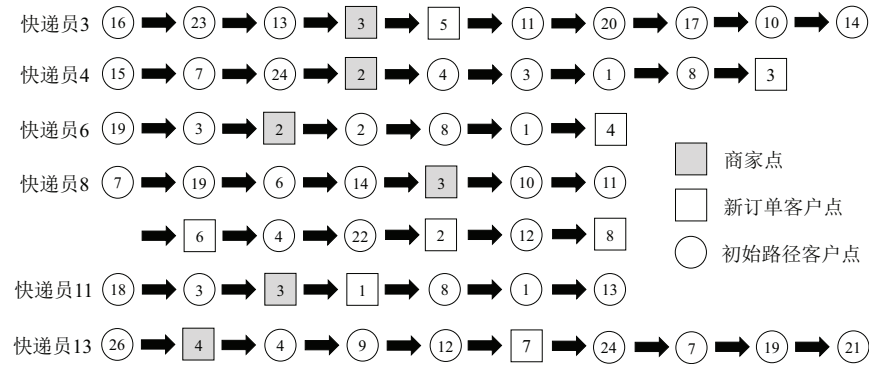 快递员3 16 23 13 3 5 11 20 17 10 14
快递员4 15 7 24 2 4 3 1 8 3
快递员6 19 3 2 2 8 1 4
快递员8 7 19 6 14 3 10 11
6 4 22 2 12 8
快递员11 18 3 3 1 8 1 13
快递员13 26 4 4 9 12 7 24 7 19 21
商家点
新订单客户点
初始路径客户点